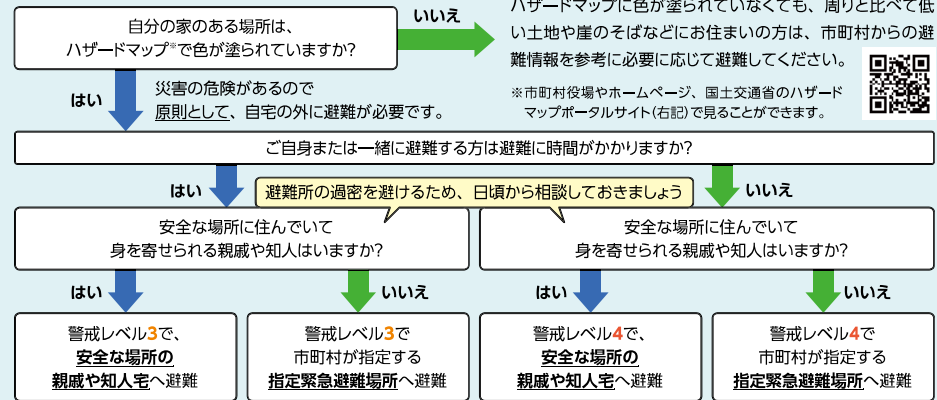 自分の家のある場所は、
ハザードマップ※で色が塗られていますか?
いいえ
ハザードマップに色が塗られていなくても、周りと比べて低
い土地や崖のそばなどにお住まいの方は、市町村からの避
難情報を参考に必要に応じて避難してください。
※市町村役場やホームページ、国土交通省のハザード
マップポータルサイト(右記)で見ることができます。
はい
災害の危険があるので
原則として、自宅の外に避難が必要です。
ご自身または一緒に避難する方は避難に時間がかかりますか?
はい
避難所の過密を避けるため、日頃から相談しておきましょう
いいえ
安全な場所に住んでいて
身を寄せられる親戚や知人はいますか?
安全な場所に住んでいて
身を寄せられる親戚や知人はいますか?
はい
いいえ
はい
いいえ
警戒レベル3で、
安全な場所の
親戚や知人宅へ避難
警戒レベル3で
市町村が指定する
指定緊急避難場所へ避難
警戒レベル4で、
安全な場所の
親戚や知人宅へ避難
警戒レベル4で
市町村が指定する
指定緊急避難場所へ避難